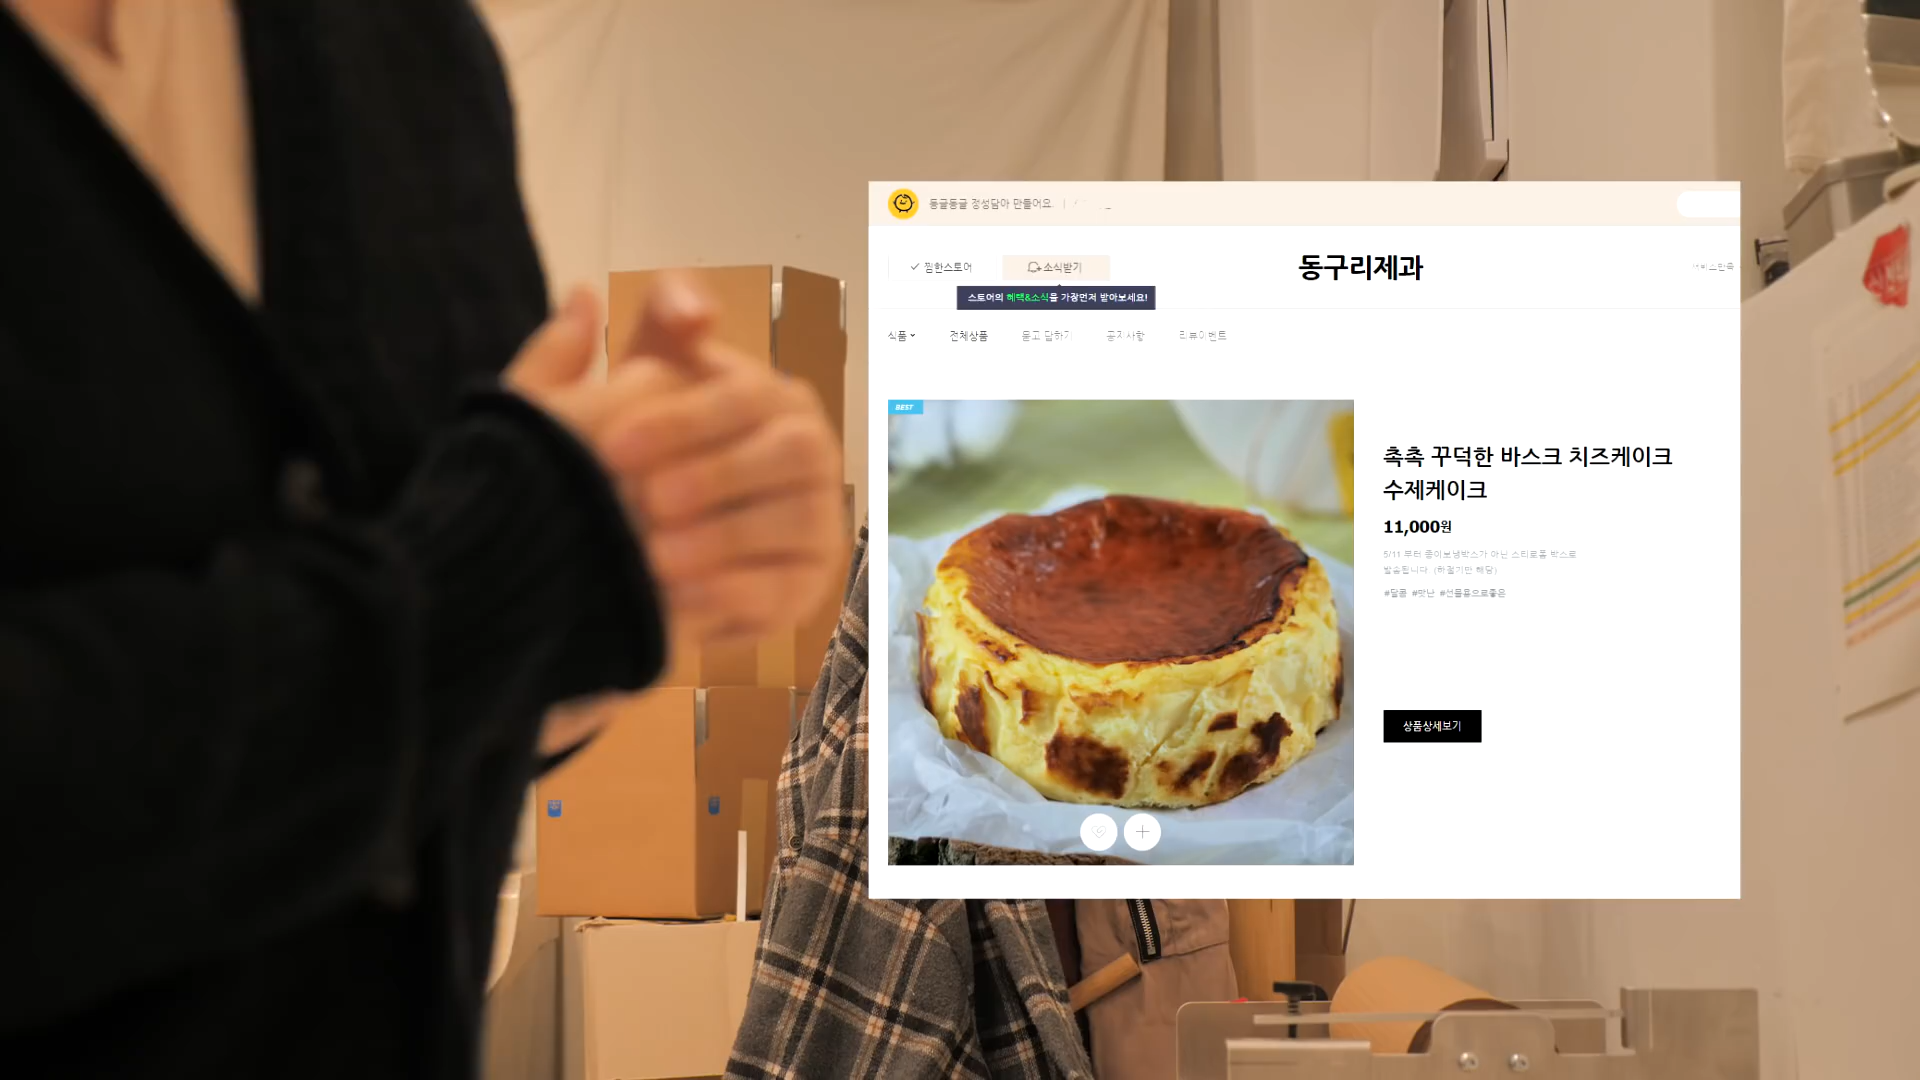 동글동글 정성담아 만들어요.
찜한스토어
소식받기
동구리제과
스토어의 혜택&소식을 가장먼저 받아보세요!
식품
전체상품
묻고 답하기
공지사항
리뷰이벤트
BEST
촉촉 꾸덕한 바스크 치즈케이크
수제케이크
11,000원
5/11 부터 종이보냉박스가 아닌 스티로폼 박스로
발송됩니다. (하절기만 해당)
#달콤 #맛난 #선물용으로좋은
상품상세보기